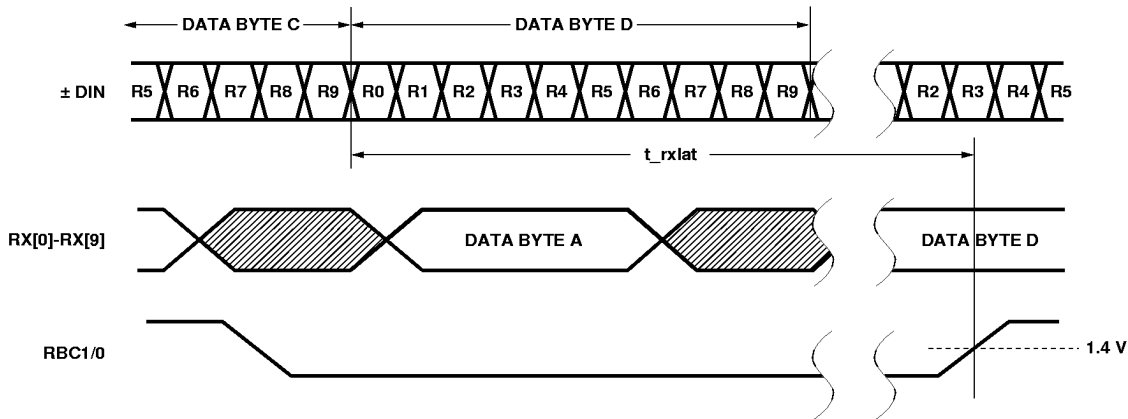 DATA BYTE C DATA BYTE D
± DIN R5 R6 R7 R8 R9 R0 R1 R2 R3 R4 R5 R6 R7 R8 R9 R2 R3 R4 R5
t_rxlat
RX[0]-RX[9] DATA BYTE A DATA BYTE D
RBC1/0 1.4 V